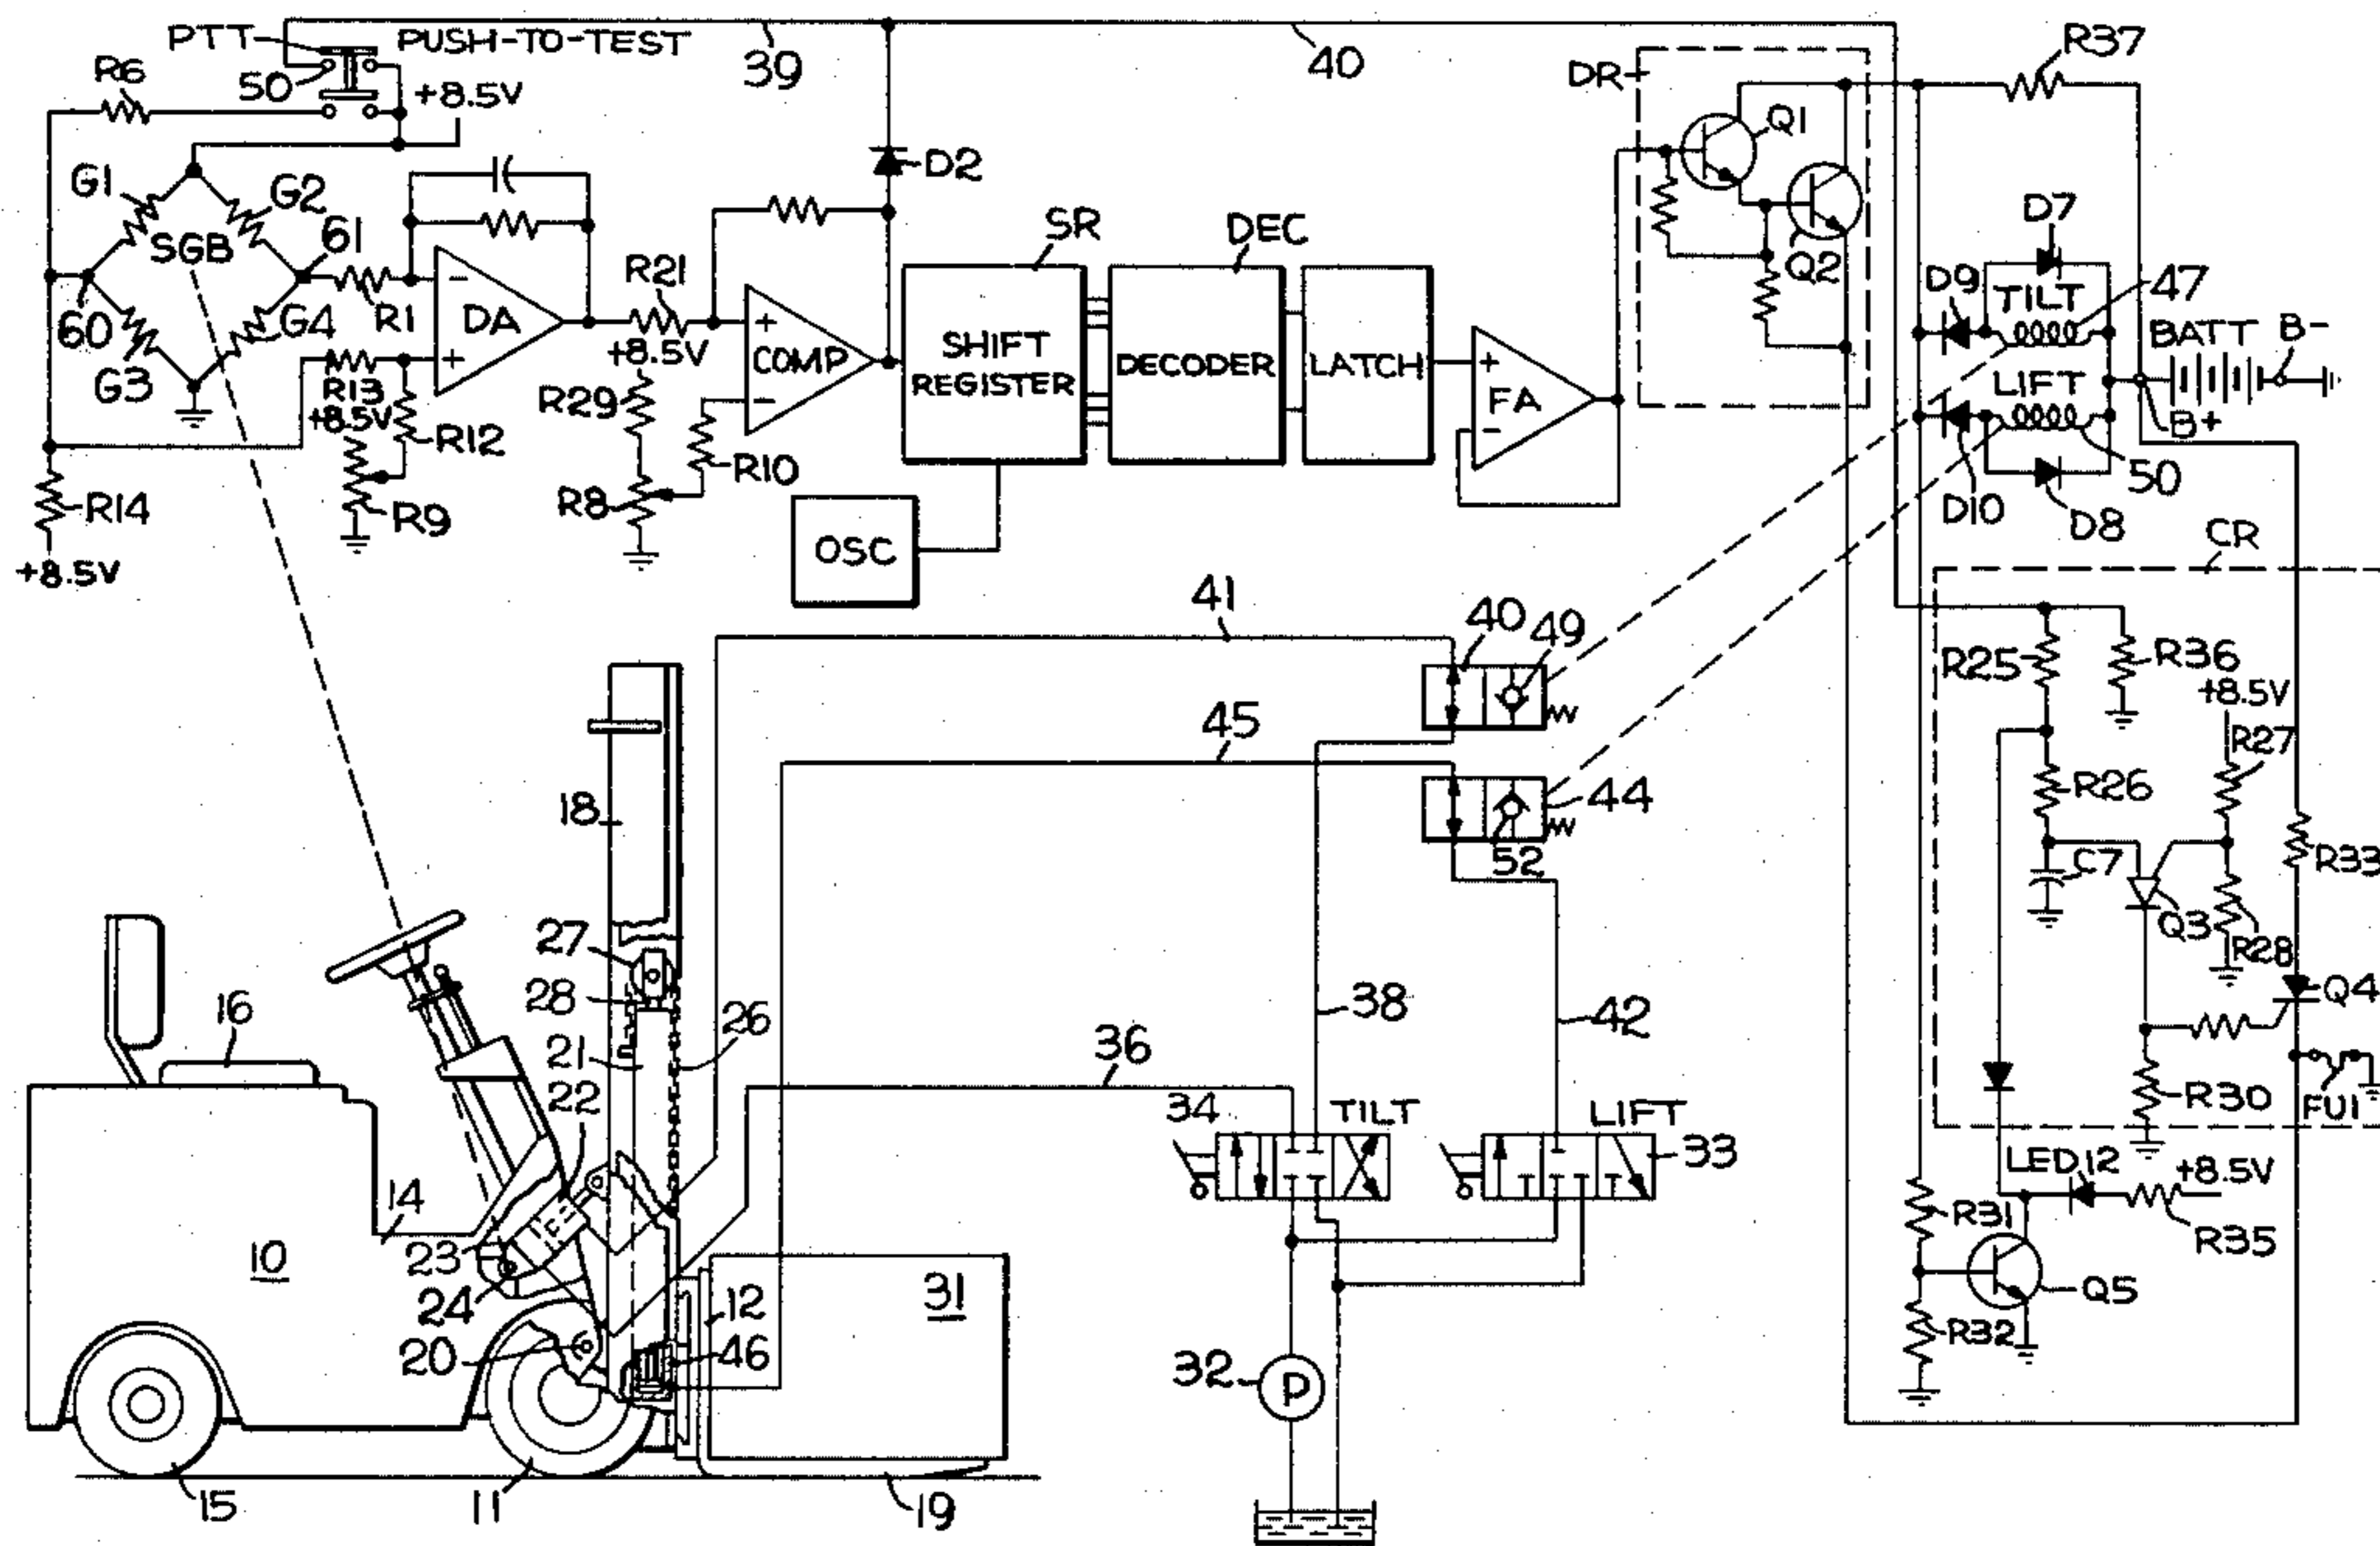 PTT
PUSH-TO-TEST
39
40
DR
R37
R6
50
+8.5V
Q1
G1
G2
D2
SGB
61
SR
DEC
Q2
D7
60
R1
DA
R21
+8.5V
COMP
SHIFT
REGISTER
DECODER
LATCH
FA
D9
TILT
47
BATT
B-
G3
G4
R13
+8.5V
R12
R29
R10
LIFT
B+
R14
R9
R8
OSC
D10
D8
50
CR
+8.5V
41
40
49
R25
R36
+8.5V
45
R27
18
44
R26
52
C7
R33
27
Q3
R28
28
Q4
16
26
38
42
21
36
22
34
TILT
LIFT
33
R30
FU1
14
LED12
+8.5V
10
23
R31
R35
24
12
31
Q5
20
46
32
P
R32
15
11
19